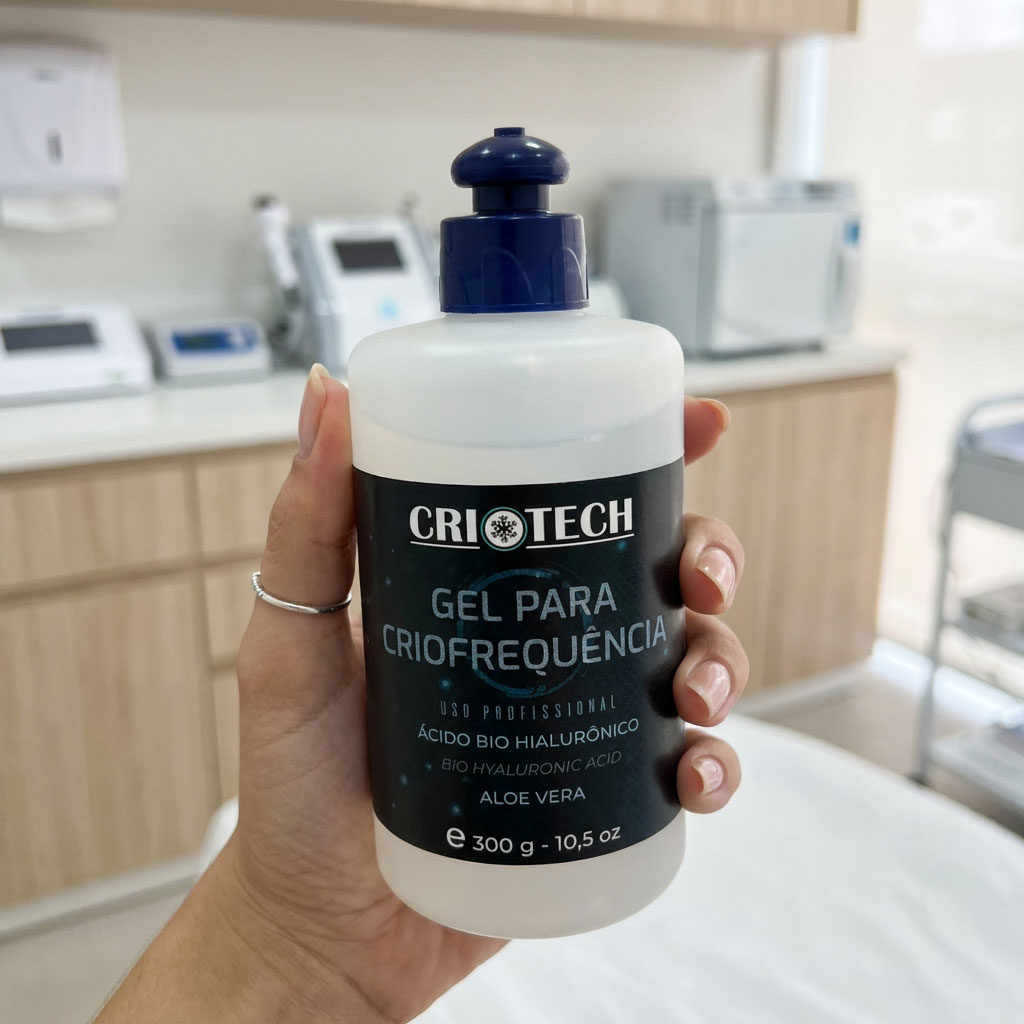 CRIOTECH
GEL PARA
CRIOFREQUÊNCIA
USO PROFISSIONAL
ÁCIDO BIO HIALURÔNICO
BIO HYALURONIC ACID
ALOE VERA
e 300 g - 10,5 oz